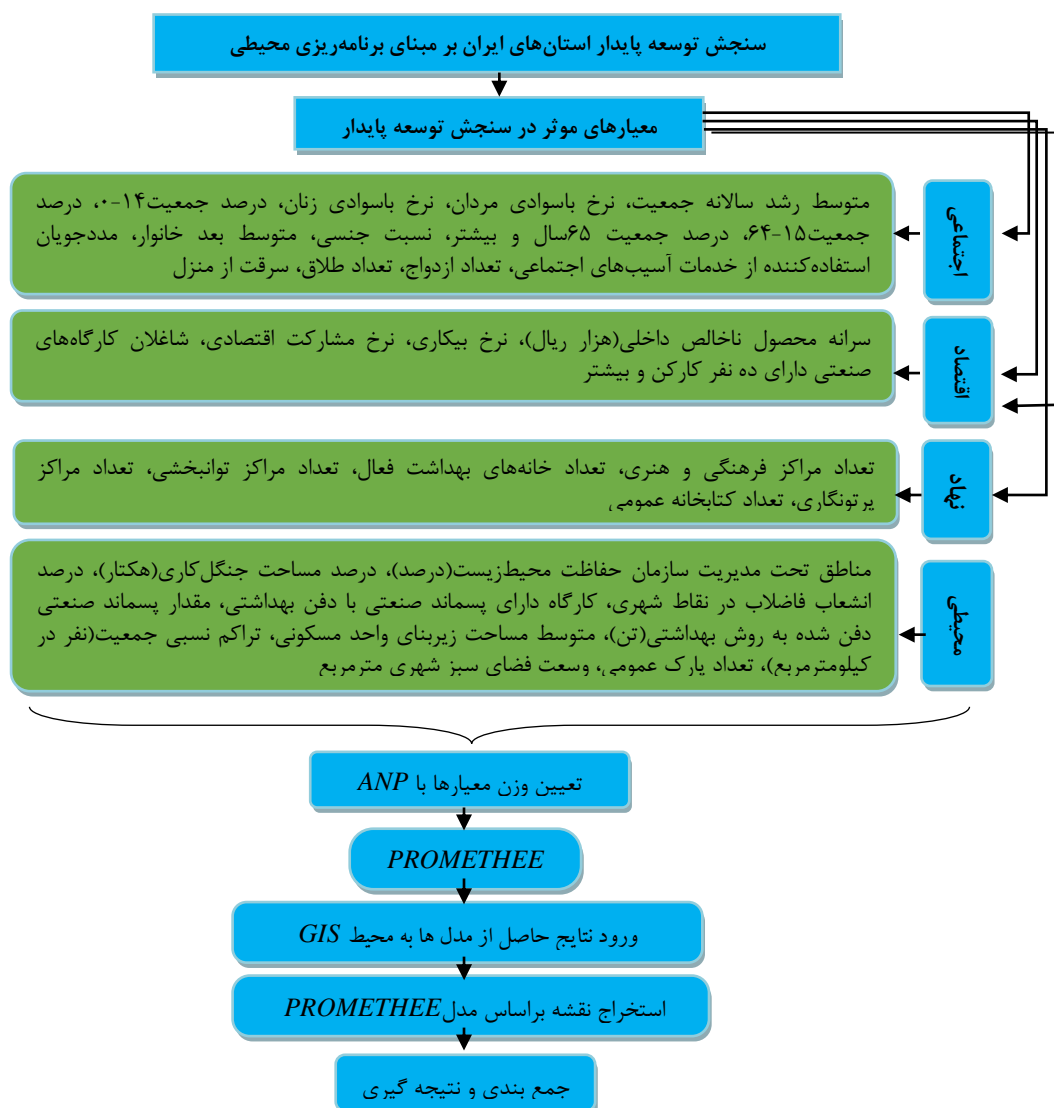 سنجش توسعه پایدار استان‌های ایران بر مبنای برنامه‌ریزی محیطی
معیارهای موثر در سنجش توسعه پایدار
اجتماعی
متوسط رشد سالانه جمعیت، نرخ باسوادی مردان، نرخ باسوادی زنان، درصد جمعیت۱۴-۰، درصد
جمعیت۱۵-۶۴، درصد جمعیت ۶۵سال و بیشتر، نسبت جنسی، متوسط بعد خانوار، مددجویان
استفاده‌کننده از خدمات آسیب‌های اجتماعی، تعداد ازدواج، تعداد طلاق، سرقت از منزل
اقتصاد
سرانه محصول ناخالص داخلی(هزار ریال)، نرخ بیکاری، نرخ مشارکت اقتصادی، شاغلان کارگاه‌های
صنعتی دارای ده نفر کارکن و بیشتر
نهاد
تعداد مراکز فرهنگی و هنری، تعداد خانه‌های بهداشت فعال، تعداد مراکز توانبخشی، تعداد مراکز
پرتونگاری، تعداد کتابخانه عمومی
محیطی
مناطق تحت مدیریت سازمان حفاظت محیط‌زیست(درصد)، درصد مساحت جنگل‌کاری(هکتار)، درصد
انشعاب فاضلاب در نقاط شهری، کارگاه دارای پسماند صنعتی با دفن بهداشتی، مقدار پسماند صنعتی
دفن شده به روش بهداشتی(تن)، متوسط مساحت زیربنای واحد مسکونی، تراکم نسبی جمعیت(نفر در
کیلومترمربع)، تعداد پارک عمومی، وسعت فضای سبز شهری مترمربع
تعیین وزن معیارها با ANP
PROMETHEE
ورود نتایج حاصل از مدل ها به محیط GIS
استخراج نقشه براساس مدلPROMETHEE
جمع بندی و نتیجه گیری